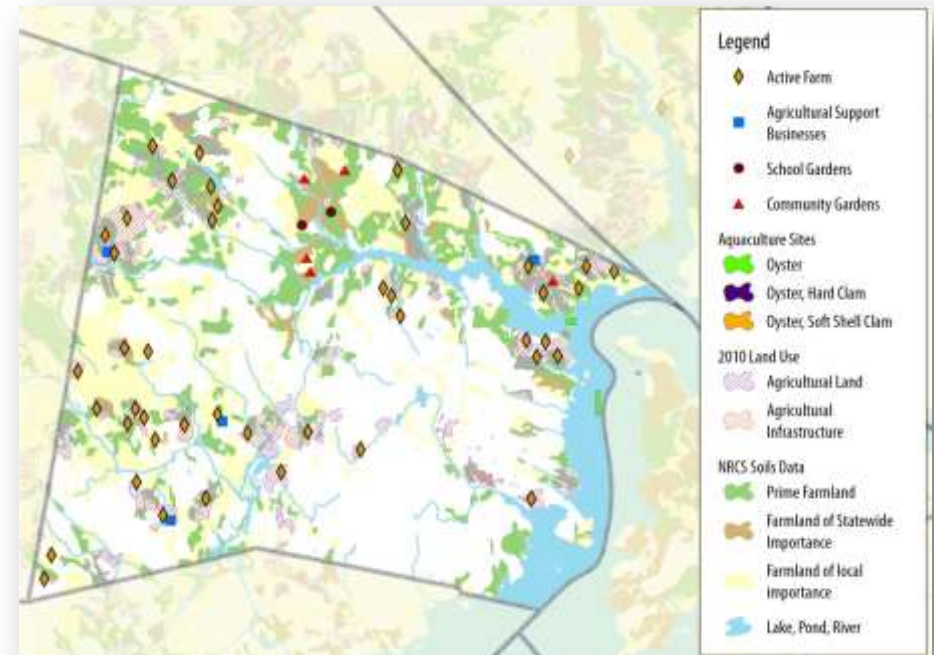 Legend
Active Farm
Agricultural Support
Businesses
School Gardens
Community Gardens
Aquaculture Sites
Oyster
Oyster, Hard Clam
Oyster, Soft Shell Clam
2010 Land Use
Agricultural Land
Agricultural
Infrastructure
NRCS Soils Data
Prime Farmland
Farmland of Statewide
Importance
Farmland of local
importance
Lake, Pond, River